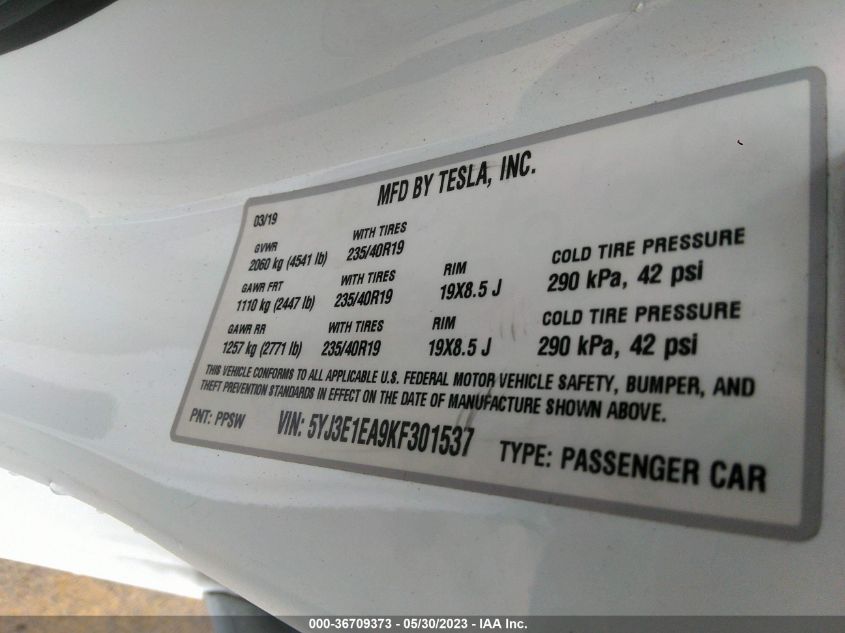 MFD BY TESLA, INC.
03/19
GVWR WITH TIRES
2060 kg (4541 lb) 235/40R19
GAWR FRT WITH TIRES RIM COLD TIRE PRESSURE
1110 kg (2447 lb) 235/40R19 19X8.5 J 290 kPa, 42 psi
GAWR RR WITH TIRES RIM COLD TIRE PRESSURE
1257 kg (2771 lb) 235/40R19 19X8.5 J 290 kPa, 42 psi
THIS VEHICLE CONFORMS TO ALL APPLICABLE U.S. FEDERAL MOTOR VEHICLE SAFETY, BUMPER, AND
THEFT PREVENTION STANDARDS IN EFFECT ON THE DATE OF MANUFACTURE SHOWN ABOVE.
PNT: PPSW VIN: 5YJ3E1EA9KF301537 TYPE: PASSENGER CAR
000-36709373 - 05/30/2023 - IAA Inc.